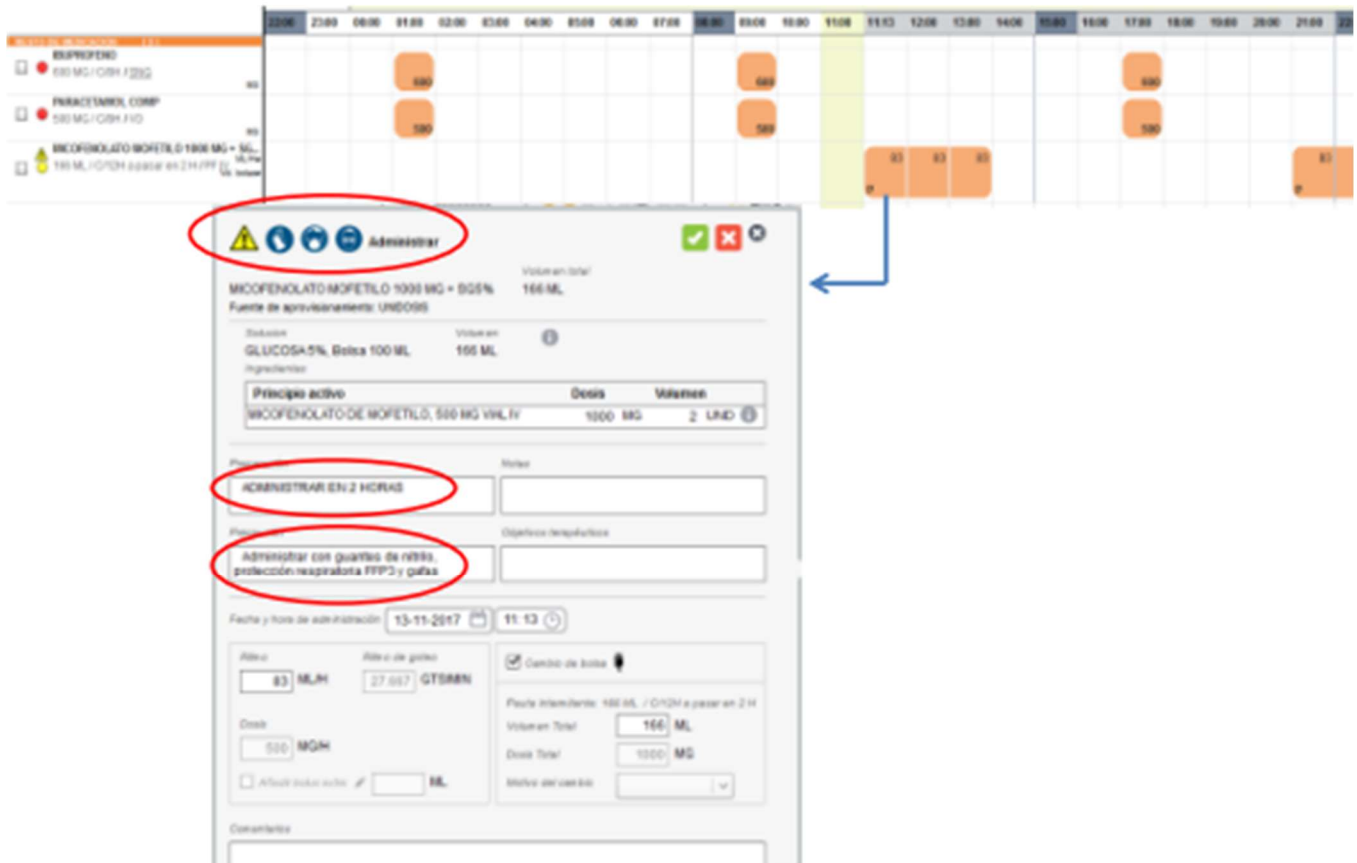 22:00 23:00 00:00 01:00 02:00 03:00 04:00 05:00 06:00 07:00 08:00 09:00 10:00 11:00 11:13 12:00 13:00 14:00 15:00 16:00 17:00 18:00 19:00 20:00 21:00 22
IBUPROFENO
600 MG / C/8H / SNG
MG
600 600 600
PARACETAMOL COMP
500 MG / C/8H / VO
MG
500 500 500
MICOFENOLATO MOFETILO 1000 MG + SG...
166 ML / C/12H a pasar en 2 H / PF IV
83 83 83 83
Administrar
Volumen total
MICOFENOLATO MOFETILO 1000 MG + SG5% 166 ML
Fuente de aprovisionamiento: UNIDOSIS
Solución Volumen
GLUCOSA 5%, Bolsa 100 ML 166 ML
Ingredientes
Principio activo Dosis Volumen
MICOFENOLATO DE MOFETILO, 500 MG VIAL IV 1000 MG 2 UND
Notas
ADMINISTRAR EN 2 HORAS
Objetivos terapéuticos
Administrar con guantes de nitrilo,
protección respiratoria FFP3 y gafas
Fecha y hora de administración 13-11-2017 11:13
Ritmo Ritmo de goteo Cambio de bolsa
83 ML/H 27.667 GTS/MIN
Pauta intermitente: 166 ML / C/12H a pasar en 2 H
Dosis Volumen Total 166 ML
500 MG/H Dosis Total 1000 MG
Añadir bolus extra ML Motivo del cambio
Comentarios